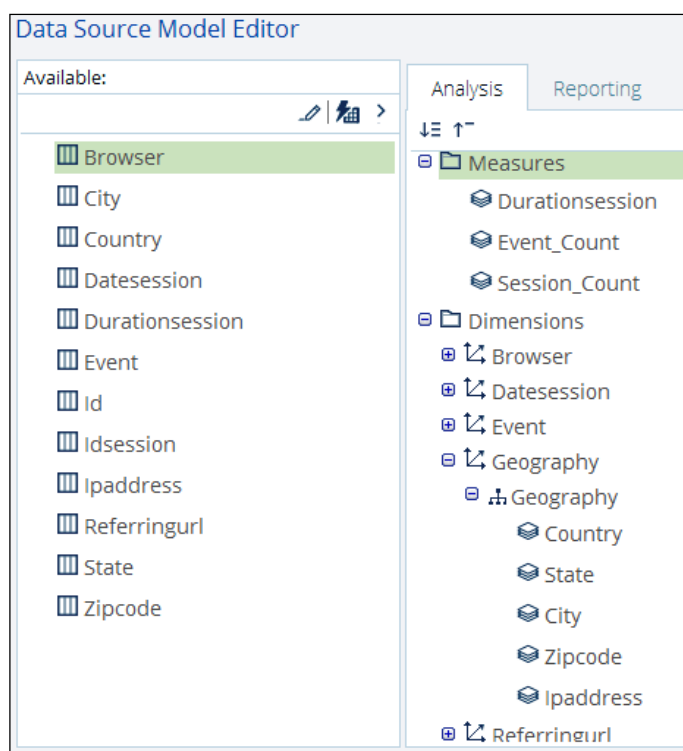 Data Source Model Editor
Available:
Browser
City
Country
Datesession
Durationsession
Event
Id
Idsession
Ipaddress
Referringurl
State
Zipcode
Analysis Reporting
Measures
Durationsession
Event_Count
Session_Count
Dimensions
Browser
Datesession
Event
Geography
Geography
Country
State
City
Zipcode
Ipaddress
Referringurl